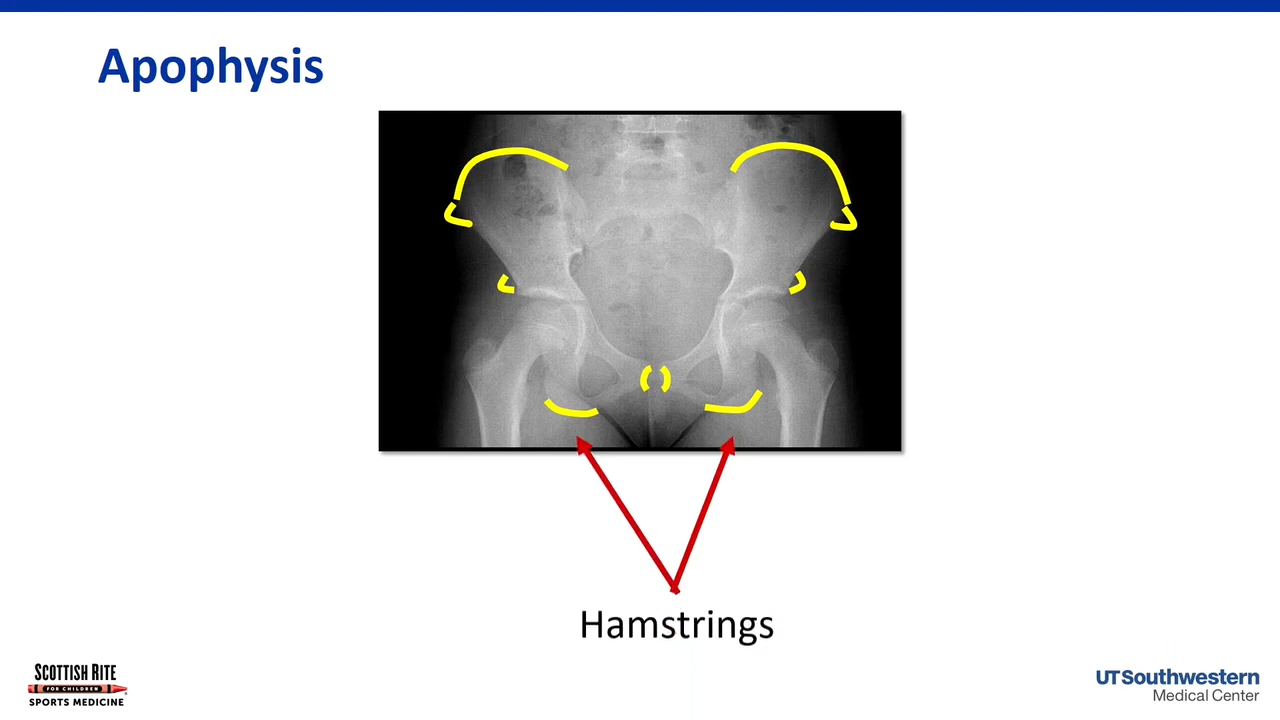 Apophysis
Hamstrings
SCOTTISH RITE
FOR CHILDREN
SPORTS MEDICINE
UTSouthwestern
Medical Center